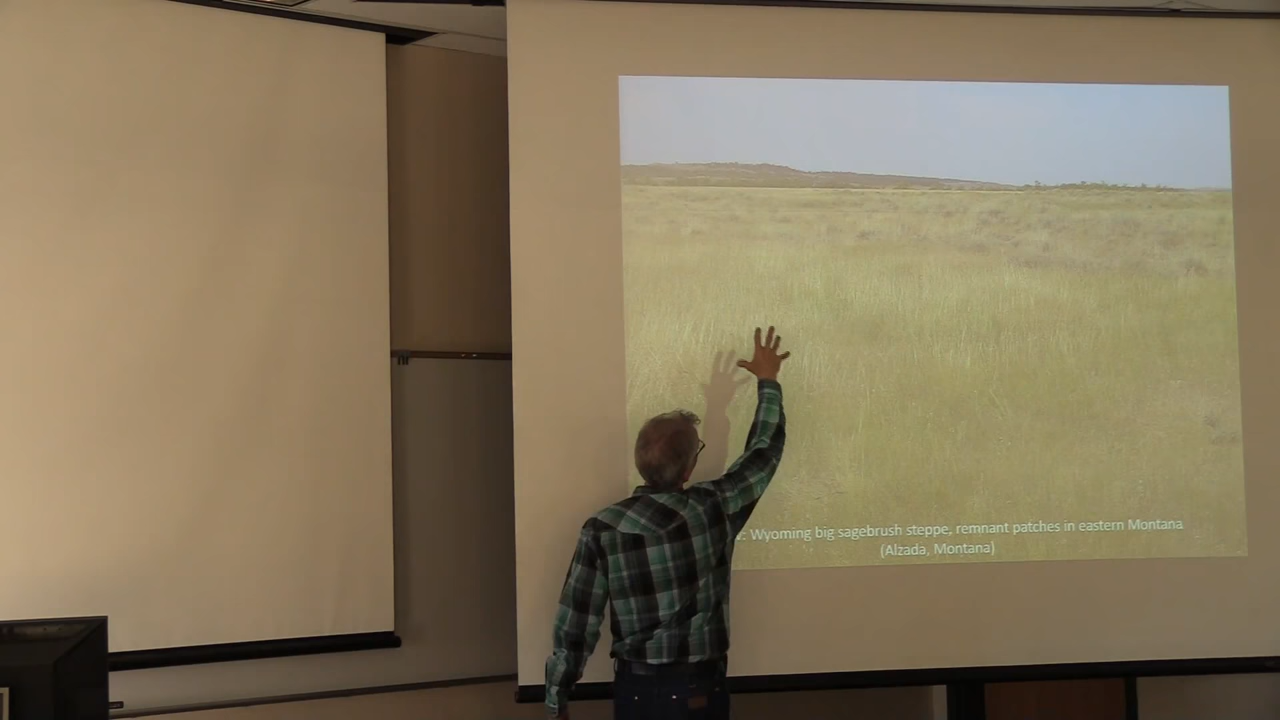 Wyoming big sagebrush steppe, remnant patches in eastern Montana
(Alzada, Montana)